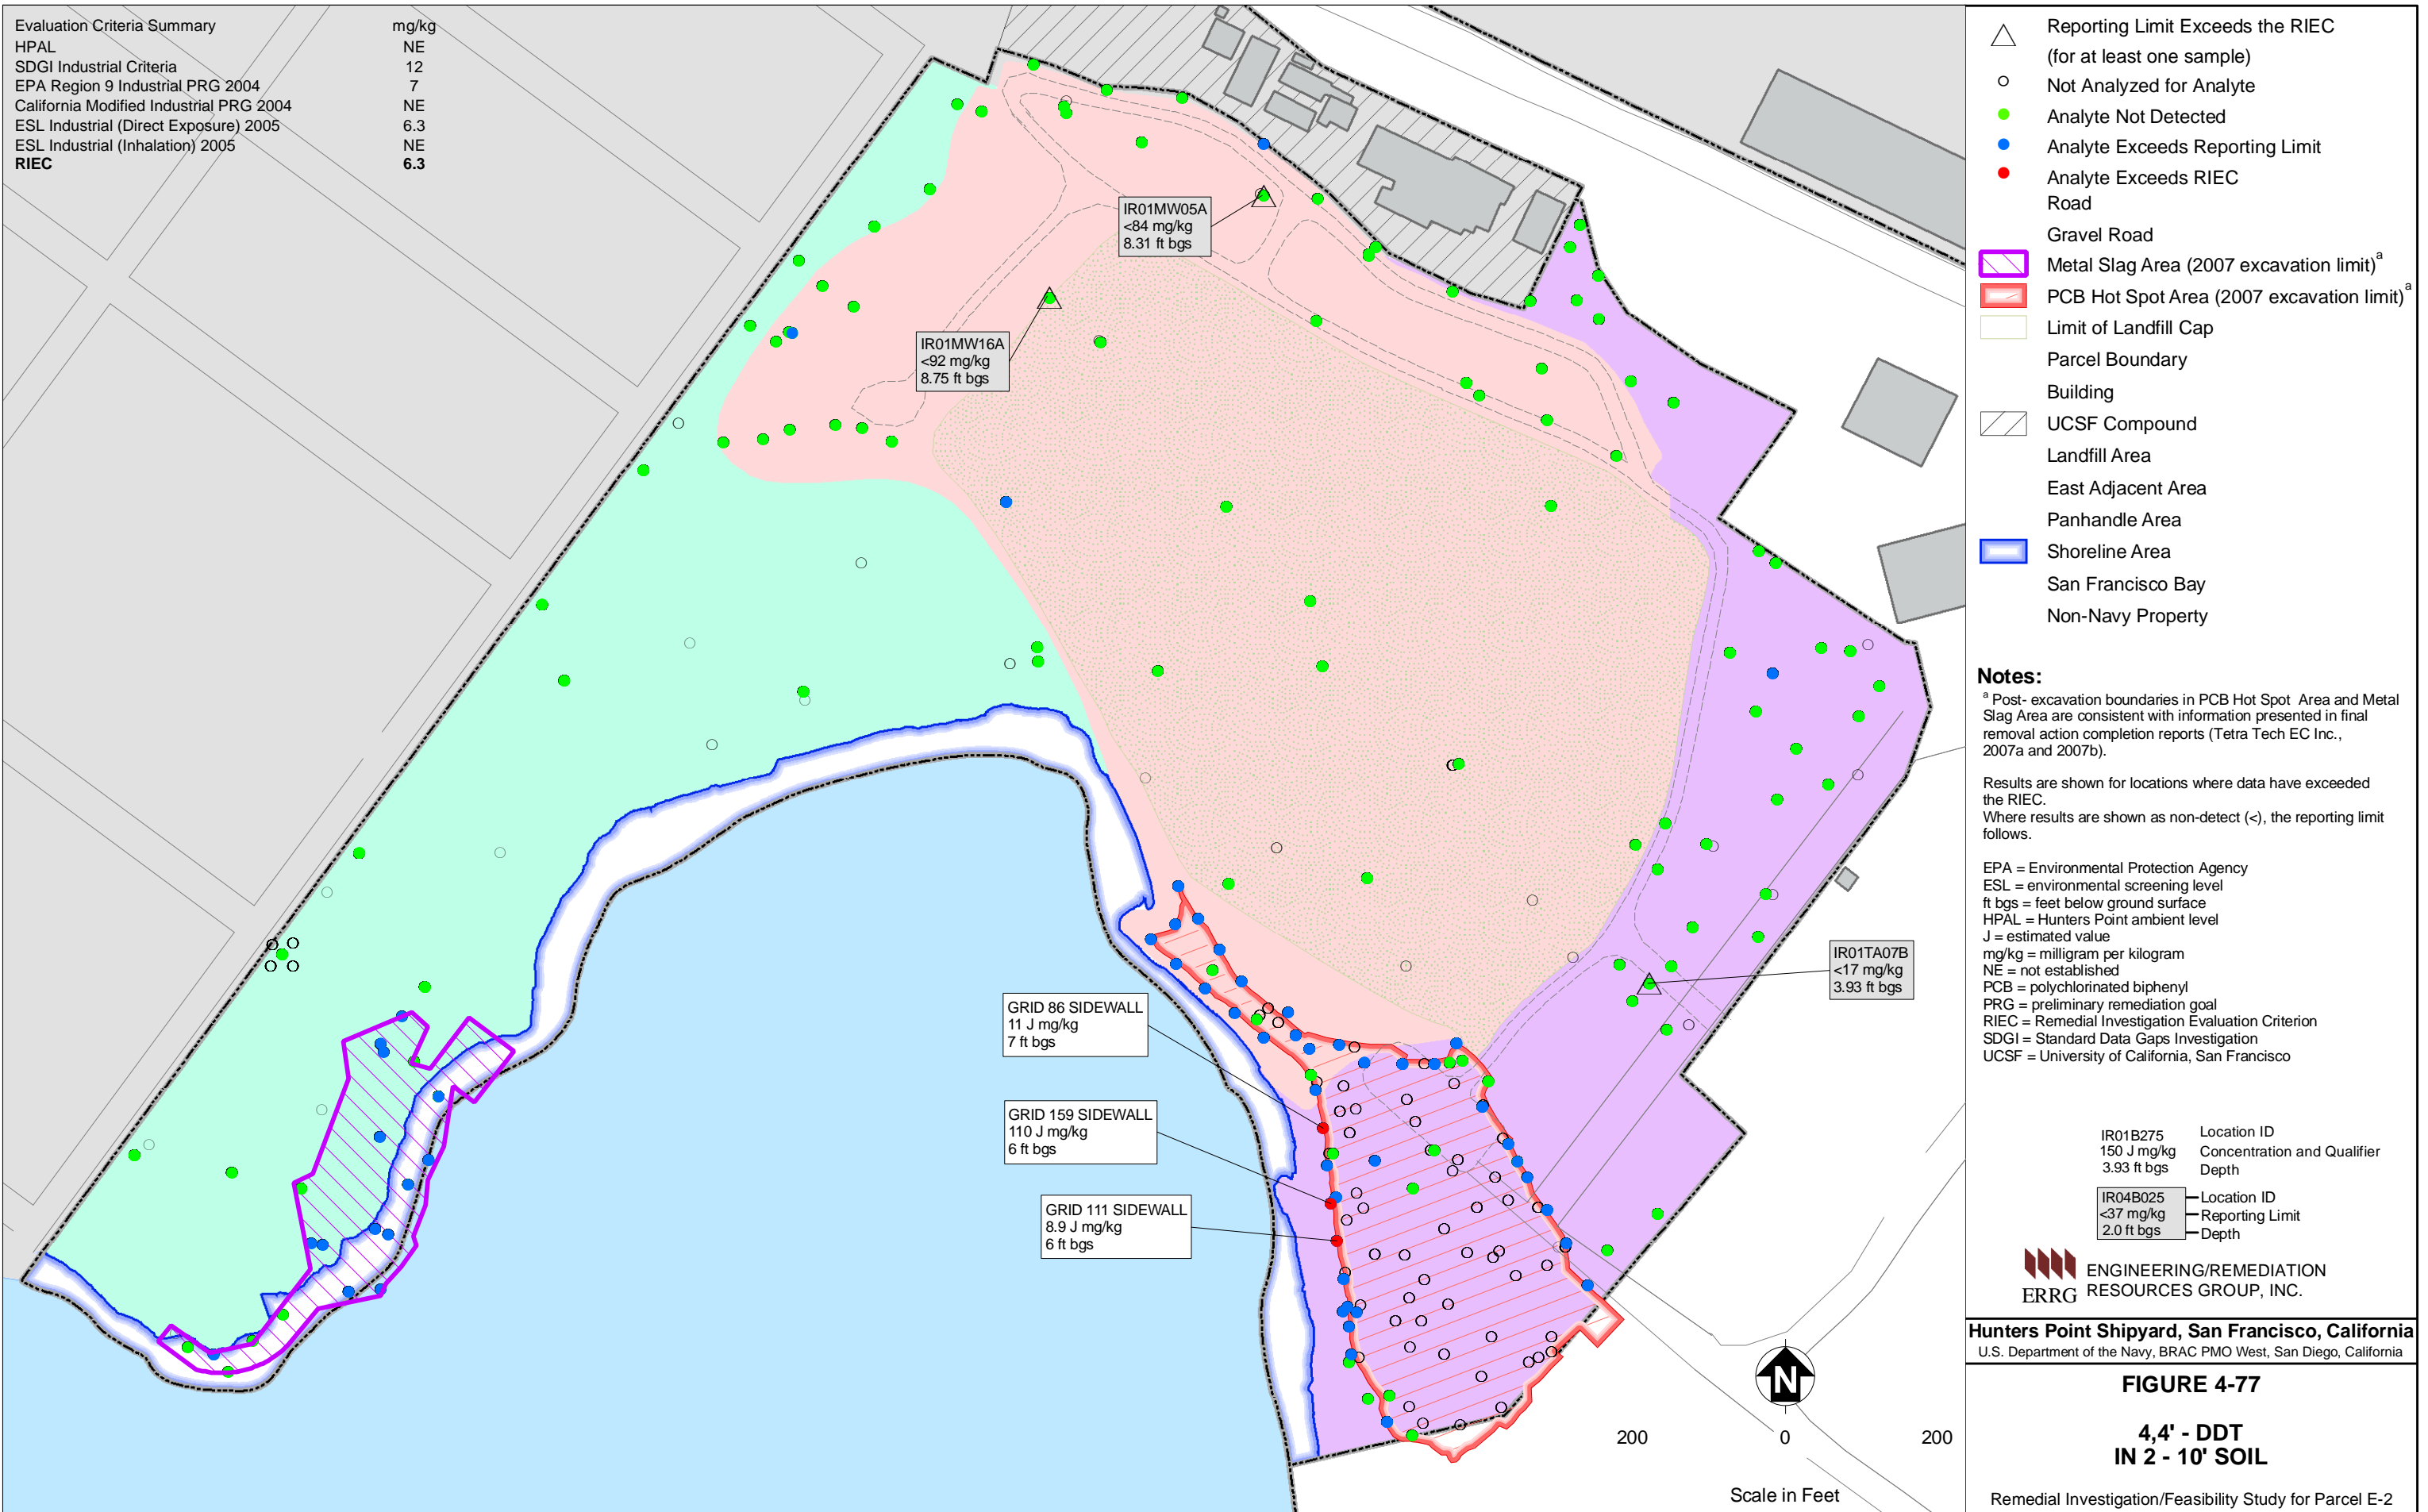 Evaluation Criteria Summary mg/kg
HPAL NE
SDGI Industrial Criteria 12
EPA Region 9 Industrial PRG 2004 7
California Modified Industrial PRG 2004 NE
ESL Industrial (Direct Exposure) 2005 6.3
ESL Industrial (Inhalation) 2005 NE
RIEC 6.3
IR01MW05A
<84 mg/kg
8.31 ft bgs
IR01MW16A
<92 mg/kg
8.75 ft bgs
IR01TA07B
<17 mg/kg
3.93 ft bgs
GRID 86 SIDEWALL
11 J mg/kg
7 ft bgs
GRID 159 SIDEWALL
110 J mg/kg
6 ft bgs
GRID 111 SIDEWALL
8.9 J mg/kg
6 ft bgs
N
200 0 200
Scale in Feet
Reporting Limit Exceeds the RIEC
(for at least one sample)
Not Analyzed for Analyte
Analyte Not Detected
Analyte Exceeds Reporting Limit
Analyte Exceeds RIEC
Road
Gravel Road
Metal Slag Area (2007 excavation limit)a
PCB Hot Spot Area (2007 excavation limit)a
Limit of Landfill Cap
Parcel Boundary
Building
UCSF Compound
Landfill Area
East Adjacent Area
Panhandle Area
Shoreline Area
San Francisco Bay
Non-Navy Property
Notes:
a Post- excavation boundaries in PCB Hot Spot Area and Metal
Slag Area are consistent with information presented in final
removal action completion reports (Tetra Tech EC Inc.,
2007a and 2007b).
Results are shown for locations where data have exceeded
the RIEC.
Where results are shown as non-detect (<), the reporting limit
follows.
EPA = Environmental Protection Agency
ESL = environmental screening level
ft bgs = feet below ground surface
HPAL = Hunters Point ambient level
J = estimated value
mg/kg = milligram per kilogram
NE = not established
PCB = polychlorinated biphenyl
PRG = preliminary remediation goal
RIEC = Remedial Investigation Evaluation Criterion
SDGI = Standard Data Gaps Investigation
UCSF = University of California, San Francisco
IR01B275 Location ID
150 J mg/kg Concentration and Qualifier
3.93 ft bgs Depth
IR04B025 Location ID
<37 mg/kg Reporting Limit
2.0 ft bgs Depth
ERRG
ENGINEERING/REMEDIATION
RESOURCES GROUP, INC.
Hunters Point Shipyard, San Francisco, California
U.S. Department of the Navy, BRAC PMO West, San Diego, California
FIGURE 4-77
4,4' - DDT
IN 2 - 10' SOIL
Remedial Investigation/Feasibility Study for Parcel E-2